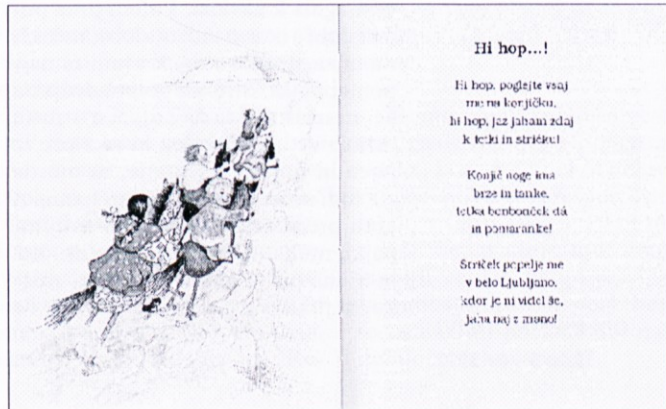 Hi hop...!
Hi hop, poglejte vsaj
me na konjičku,
hi hop, jaz jaham zdaj
k tetki in stričku!
Konjič noge ima
brze in tanke,
tetka bonbonček dá
in pomaranke!
Striček popelje me
v belo Ljubljano,
kdor je ni videl še,
jaha naj z mano!